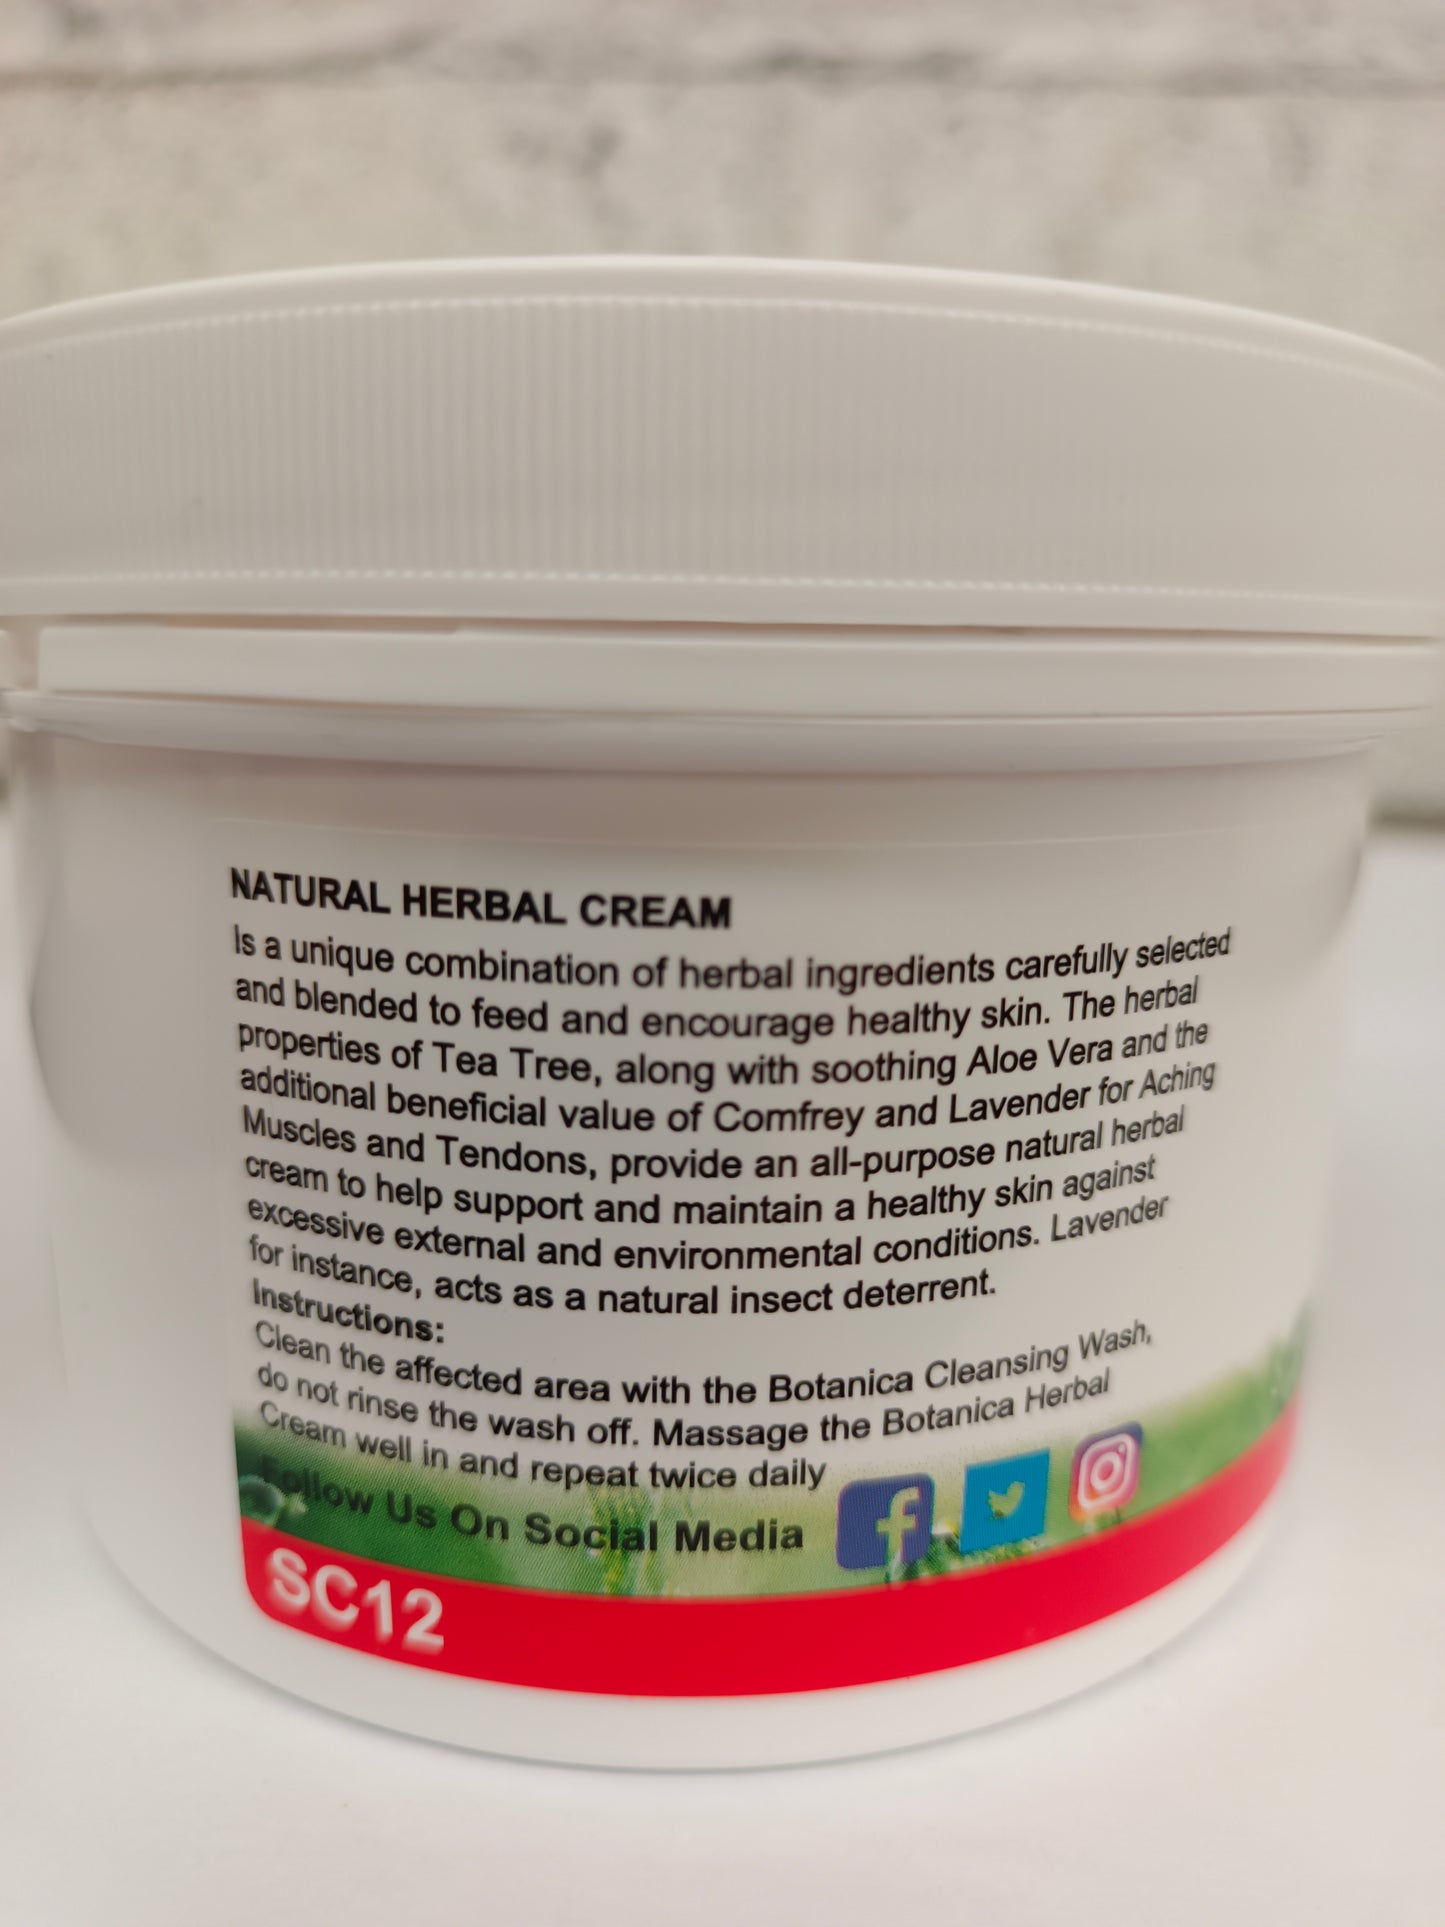 NATURAL HERBAL CREAM
Is a unique combination of herbal ingredients carefully selected
and blended to feed and encourage healthy skin. The herbal
properties of Tea Tree, along with soothing Aloe Vera and the
additional beneficial value of Comfrey and Lavender for Aching
Muscles and Tendons, provide an all-purpose natural herbal
cream to help support and maintain a healthy skin against
excessive external and environmental conditions. Lavender
for instance, acts as a natural insect deterrent.
Instructions:
Clean the affected area with the Botanica Cleansing Wash,
do not rinse the wash off. Massage the Botanica Herbal
Cream well in and repeat twice daily
Follow Us On Social Media
SC12